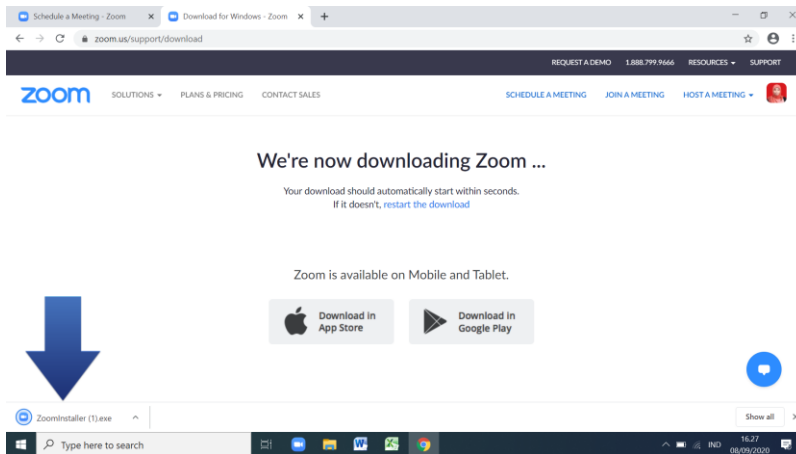 Schedule a Meeting - Zoom
Download for Windows - Zoom
zoom.us/support/download
REQUEST A DEMO 1.888.799.9666 RESOURCES SUPPORT
zoom SOLUTIONS PLANS & PRICING CONTACT SALES SCHEDULE A MEETING JOIN A MEETING HOST A MEETING
We're now downloading Zoom ...
Your download should automatically start within seconds.
If it doesn't, restart the download
Zoom is available on Mobile and Tablet.
Download in
App Store
Download in
Google Play
ZoomInstaller (1).exe
Show all
Type here to search
IND
16.27
08/09/2020